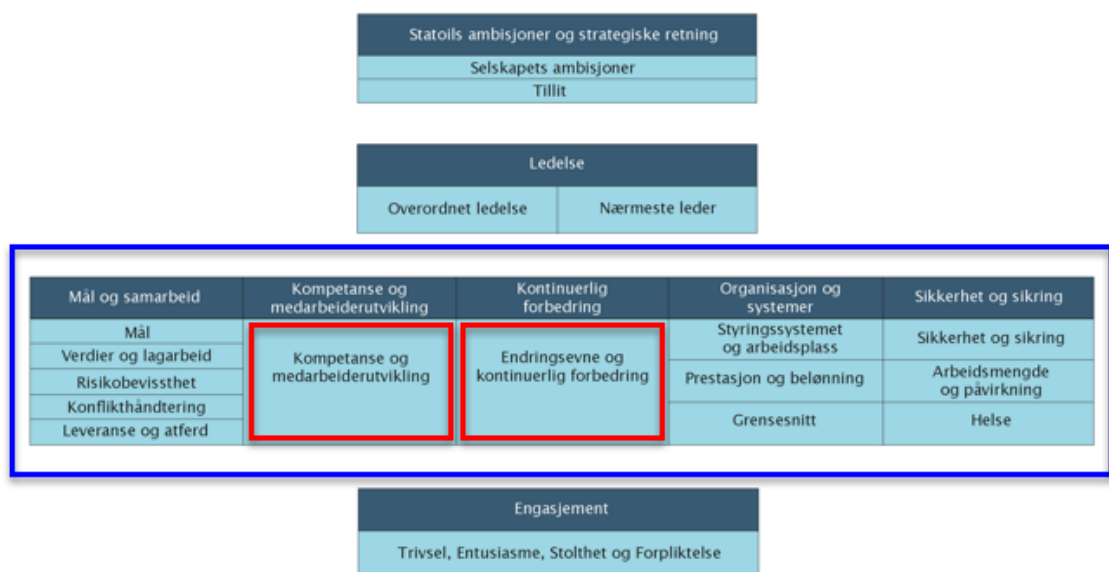 Statoils ambisjoner og strategiske retning
Selskapets ambisjoner
Tillit
Ledelse
Overordnet ledelse
Nærmeste leder
Mål og samarbeid
Mål
Verdier og lagarbeid
Risikobevissthet
Konflikthåndtering
Leveranse og atferd
Kompetanse og
medarbeiderutvikling
Kompetanse og
medarbeiderutvikling
Kontinuerlig
forbedring
Endringsevne og
kontinuerlig forbedring
Organisasjon og
systemer
Styringssystemet
og arbeidsplass
Prestasjon og belønning
Grensesnitt
Sikkerhet og sikring
Sikkerhet og sikring
Arbeidsmengde
og påvirkning
Helse
Engasjement
Trivsel, Entusiasme, Stolthet og Forpliktelse